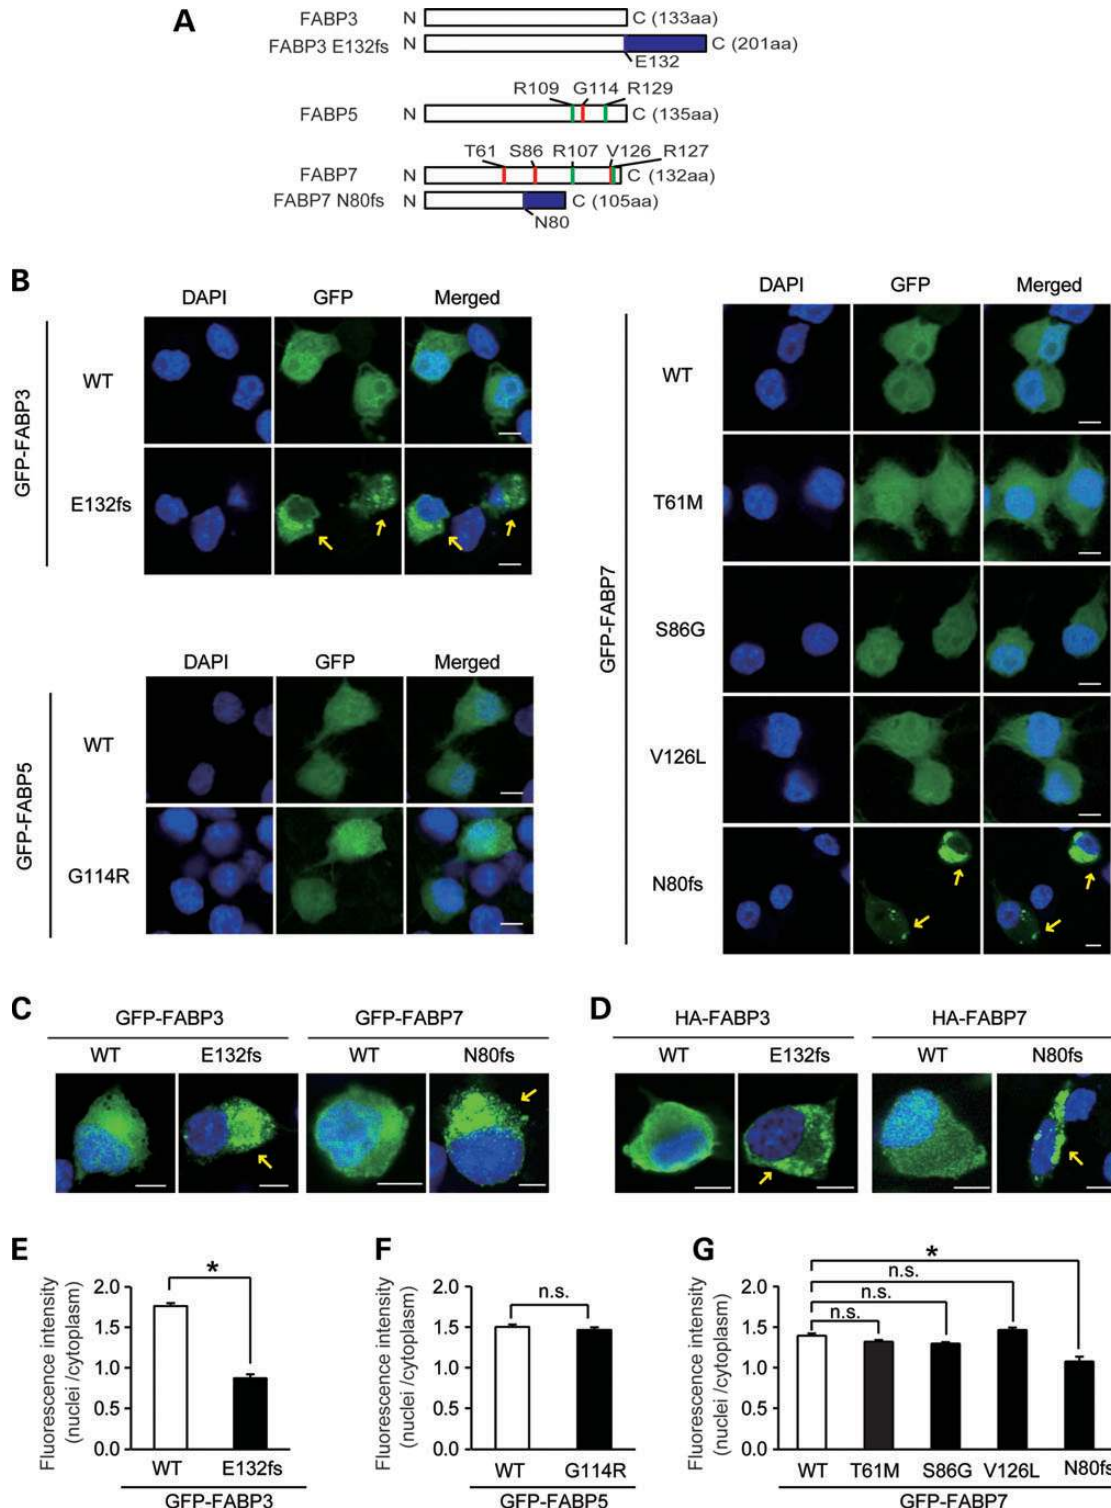 A
FABP3 N C (133aa)
FABP3 E132fs N C (201aa)
E132
R109 G114 R129
FABP5 N C (135aa)
T61 S86 R107 V126 R127
FABP7 N C (132aa)
FABP7 N80fs N C (105aa)
N80
B
DAPI GFP Merged
GFP-FABP3
WT
E132fs
DAPI GFP Merged
GFP-FABP5
WT
G114R
DAPI GFP Merged
GFP-FABP7
WT
T61M
S86G
V126L
N80fs
C
GFP-FABP3 GFP-FABP7
WT E132fs WT N80fs
D
HA-FABP3 HA-FABP7
WT E132fs WT N80fs
E
Fluorescence intensity
(nuclei /cytoplasm)
2.0
1.5
1.0
0.5
0.0
*
WT E132fs
GFP-FABP3
F
Fluorescence intensity
(nuclei /cytoplasm)
2.0
1.5
1.0
0.5
0.0
n.s.
WT G114R
GFP-FABP5
G
Fluorescence intensity
(nuclei /cytoplasm)
2.0
1.5
1.0
0.5
0.0
*
n.s.
n.s.
n.s.
WT T61M S86G V126L N80fs
GFP-FABP7